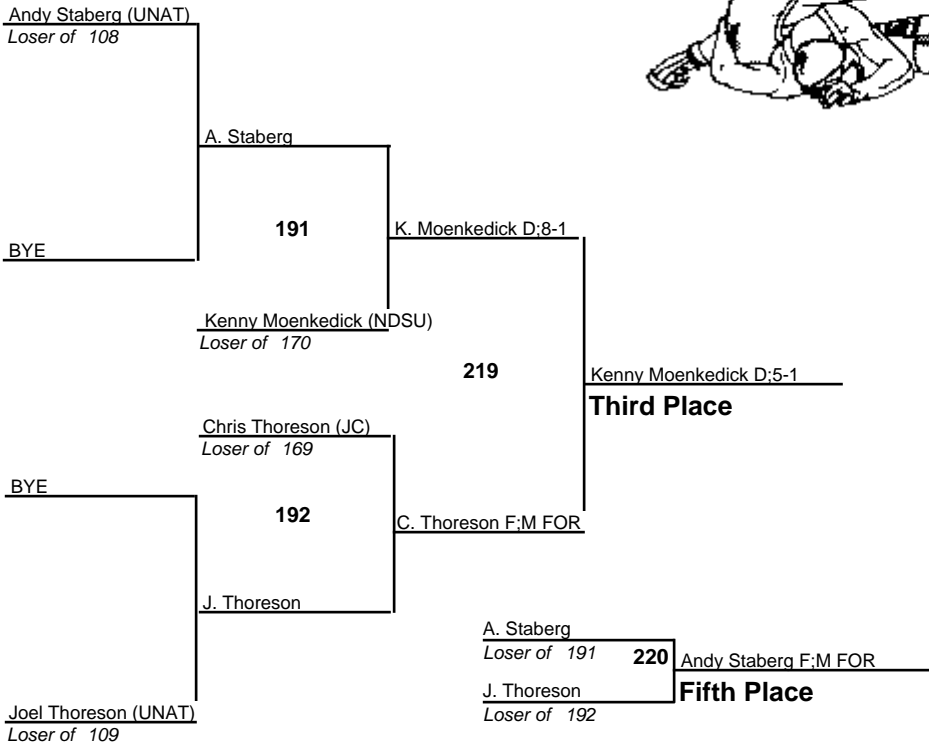 Andy Staberg (UNAT)
Loser of 108
A. Staberg
191
K. Moenkedick D;8-1
BYE
Kenny Moenkedick (NDSU)
Loser of 170
219
Kenny Moenkedick D;5-1
Third Place
Chris Thoreson (JC)
Loser of 169
BYE
192
C. Thoreson F;M FOR
J. Thoreson
Joel Thoreson (UNAT)
Loser of 109
A. Staberg
Loser of 191
220
Andy Staberg F;M FOR
Fifth Place
J. Thoreson
Loser of 192